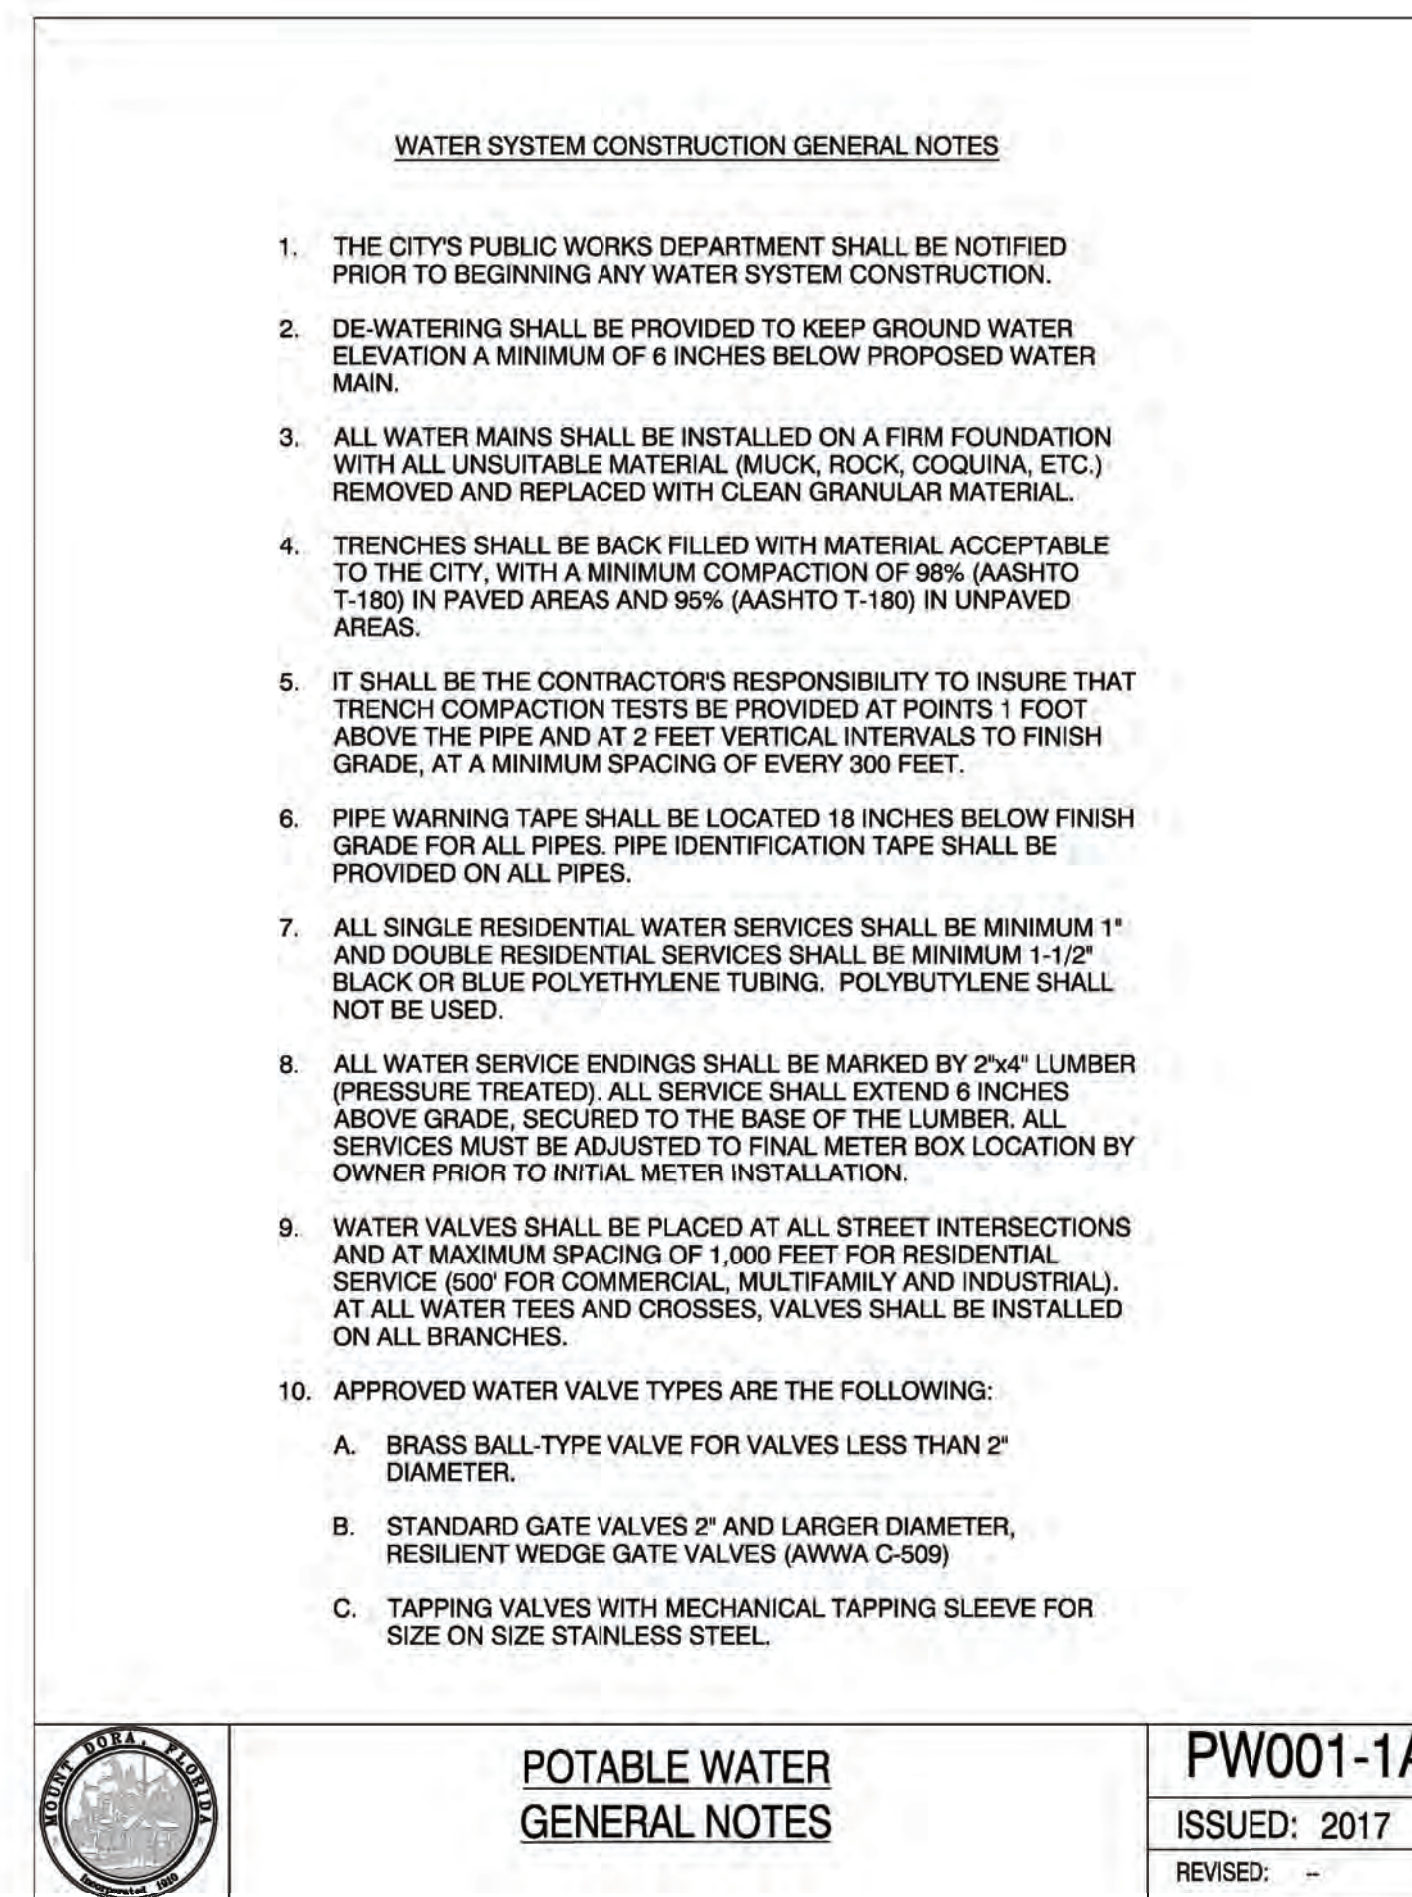 WATER SYSTEM CONSTRUCTION GENERAL NOTES
1. THE CITY'S PUBLIC WORKS DEPARTMENT SHALL BE NOTIFIED
PRIOR TO BEGINNING ANY WATER SYSTEM CONSTRUCTION.
2. DE-WATERING SHALL BE PROVIDED TO KEEP GROUND WATER
ELEVATION A MINIMUM OF 6 INCHES BELOW PROPOSED WATER
MAIN.
3. ALL WATER MAINS SHALL BE INSTALLED ON A FIRM FOUNDATION
WITH ALL UNSUITABLE MATERIAL (MUCK, ROCK, COQUINA, ETC.)
REMOVED AND REPLACED WITH CLEAN GRANULAR MATERIAL.
4. TRENCHES SHALL BE BACK FILLED WITH MATERIAL ACCEPTABLE
TO THE CITY, WITH A MINIMUM COMPACTION OF 98% (AASHTO
T-180) IN PAVED AREAS AND 95% (AASHTO T-180) IN UNPAVED
AREAS.
5. IT SHALL BE THE CONTRACTOR'S RESPONSIBILITY TO INSURE THAT
TRENCH COMPACTION TESTS BE PROVIDED AT POINTS 1 FOOT
ABOVE THE PIPE AND AT 2 FEET VERTICAL INTERVALS TO FINISH
GRADE, AT A MINIMUM SPACING OF EVERY 300 FEET.
6. PIPE WARNING TAPE SHALL BE LOCATED 18 INCHES BELOW FINISH
GRADE FOR ALL PIPES. PIPE IDENTIFICATION TAPE SHALL BE
PROVIDED ON ALL PIPES.
7. ALL SINGLE RESIDENTIAL WATER SERVICES SHALL BE MINIMUM 1"
AND DOUBLE RESIDENTIAL SERVICES SHALL BE MINIMUM 1-1/2"
BLACK OR BLUE POLYETHYLENE TUBING. POLYBUTYLENE SHALL
NOT BE USED.
8. ALL WATER SERVICE ENDINGS SHALL BE MARKED BY 2"x4" LUMBER
(PRESSURE TREATED). ALL SERVICE SHALL EXTEND 6 INCHES
ABOVE GRADE, SECURED TO THE BASE OF THE LUMBER. ALL
SERVICES MUST BE ADJUSTED TO FINAL METER BOX LOCATION BY
OWNER PRIOR TO INITIAL METER INSTALLATION.
9. WATER VALVES SHALL BE PLACED AT ALL STREET INTERSECTIONS
AND AT MAXIMUM SPACING OF 1,000 FEET FOR RESIDENTIAL
SERVICE (500' FOR COMMERCIAL, MULTIFAMILY AND INDUSTRIAL).
AT ALL WATER TEES AND CROSSES, VALVES SHALL BE INSTALLED
ON ALL BRANCHES.
10. APPROVED WATER VALVE TYPES ARE THE FOLLOWING:
A. BRASS BALL-TYPE VALVE FOR VALVES LESS THAN 2"
DIAMETER.
B. STANDARD GATE VALVES 2" AND LARGER DIAMETER,
RESILIENT WEDGE GATE VALVES (AWWA C-509)
C. TAPPING VALVES WITH MECHANICAL TAPPING SLEEVE FOR
SIZE ON SIZE STAINLESS STEEL.
MOUNT DORA, FLORIDA
Incorporated 1910
POTABLE WATER
GENERAL NOTES
PW001-1A
ISSUED: 2017
REVISED: –